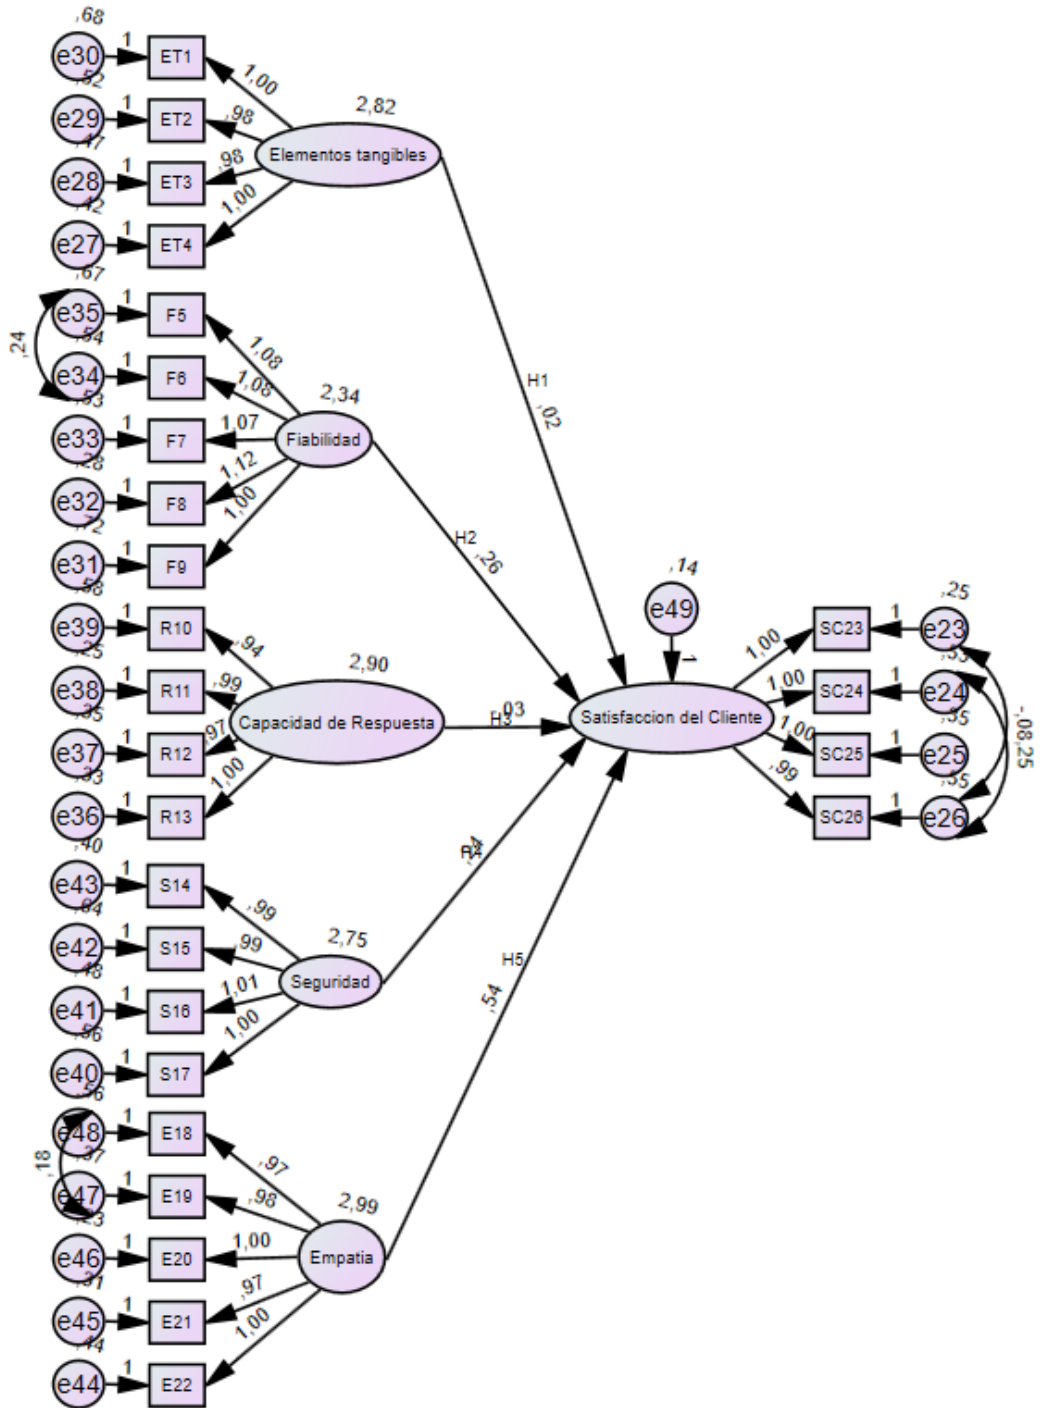 ,68
e30 1 ET1
,52
e29 1 ET2
,47
e28 1 ET3
,42
e27 1 ET4
1,00
,98
,98
1,00
2,82
Elementos tangibles
,67
e35 1 F5
,54
e34 1 F6
,53
e33 1 F7
,28
e32 1 F8
,72
e31 1 F9
,24
1,08
1,08
1,07
1,12
1,00
2,34
Fiabilidad
,58
e39 1 R10
,25
e38 1 R11
,35
e37 1 R12
,33
e36 1 R13
,94
,99
,97
1,00
2,90
Capacidad de Respuesta
,40
e43 1 S14
,64
e42 1 S15
,48
e41 1 S16
,56
e40 1 S17
,99
,99
1,01
1,00
2,75
Seguridad
,56
e48 1 E18
,37
e47 1 E19
,23
e46 1 E20
,31
e45 1 E21
,44
e44 1 E22
,18
,97
,98
1,00
,97
1,00
2,99
Empatia
H1
,02
H2
,26
H3
,03
H5
,54
,14
e49
1
Satisfaccion del Cliente
1,00
1,00
1,00
,99
,25
SC23 1 e23
SC24 1 e24
,35
SC25 1 e25
,55
SC26 1 e26
-,08
,25